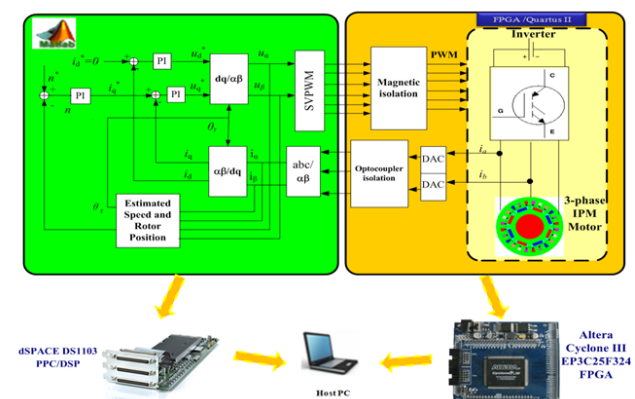 FPGA /Quartus II
Matlab
Inverter
i_d^*=0
PI
u_d^*
u_α
PWM
n^*
i_q^*
dq/αβ
SVPWM
Magnetic
isolation
C
G
E
n
PI
PI
u_q^*
u_β
θ_r
i_q
i_α
i_d
i_β
αβ/dq
abc/
αβ
Optocoupler
isolation
DAC
DAC
i_a
i_b
θ_r
Estimated
Speed and
Rotor
Position
3-phase
IPM
Motor
dSPACE DS1103
PPC/DSP
Host PC
Altera
Cyclone III
EP3C25F324
FPGA